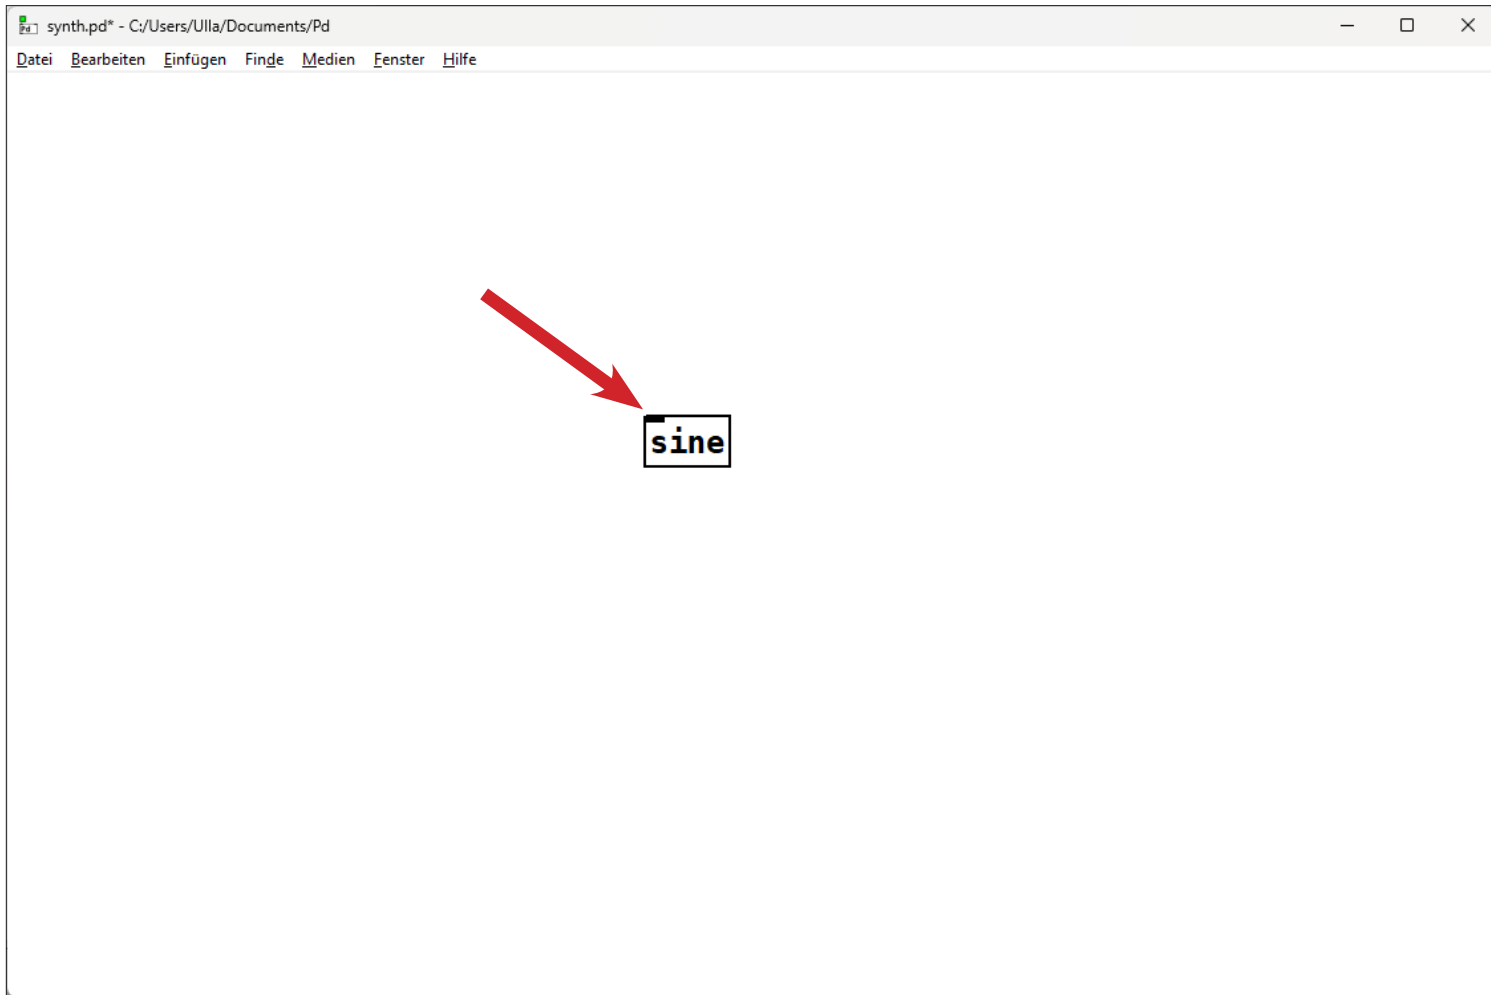 synth.pd* - C:/Users/Ulla/Documents/Pd
Datei Bearbeiten Einfügen Finde Medien Fenster Hilfe
sine